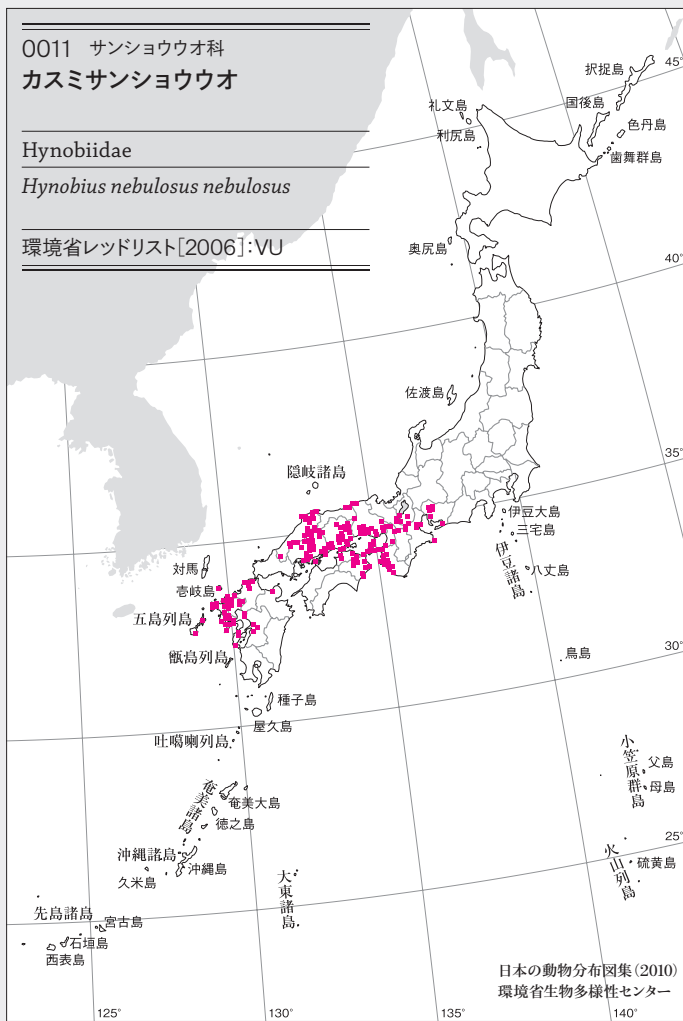 0011 サンショウウオ科
カスミサンショウウオ
Hynobiidae
Hynobius nebulosus nebulosus
環境省レッドリスト[2006]:VU
45°
択捉島
国後島
礼文島
色丹島
利尻島
歯舞群島
奥尻島
40°
佐渡島
35°
隠岐諸島
伊豆大島
三宅島
伊豆諸島
八丈島
対馬
壱岐島
五島列島
甑島列島
鳥島
30°
種子島
屋久島
吐噶喇列島
小笠原群島
父島
母島
奄美諸島
奄美大島
徳之島
25°
沖縄諸島
沖縄島
久米島
火山列島
硫黄島
大東諸島
先島諸島
宮古島
石垣島
西表島
日本の動物分布図集(2010)
環境省生物多様性センター
125°
130°
135°
140°